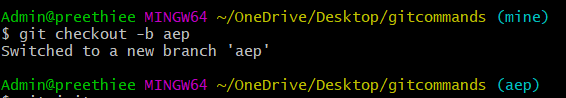 Admin@preethiee MINGW64 ~/OneDrive/Desktop/gitcommands (mine)
$ git checkout -b aep
Switched to a new branch 'aep'
Admin@preethiee MINGW64 ~/OneDrive/Desktop/gitcommands (aep)